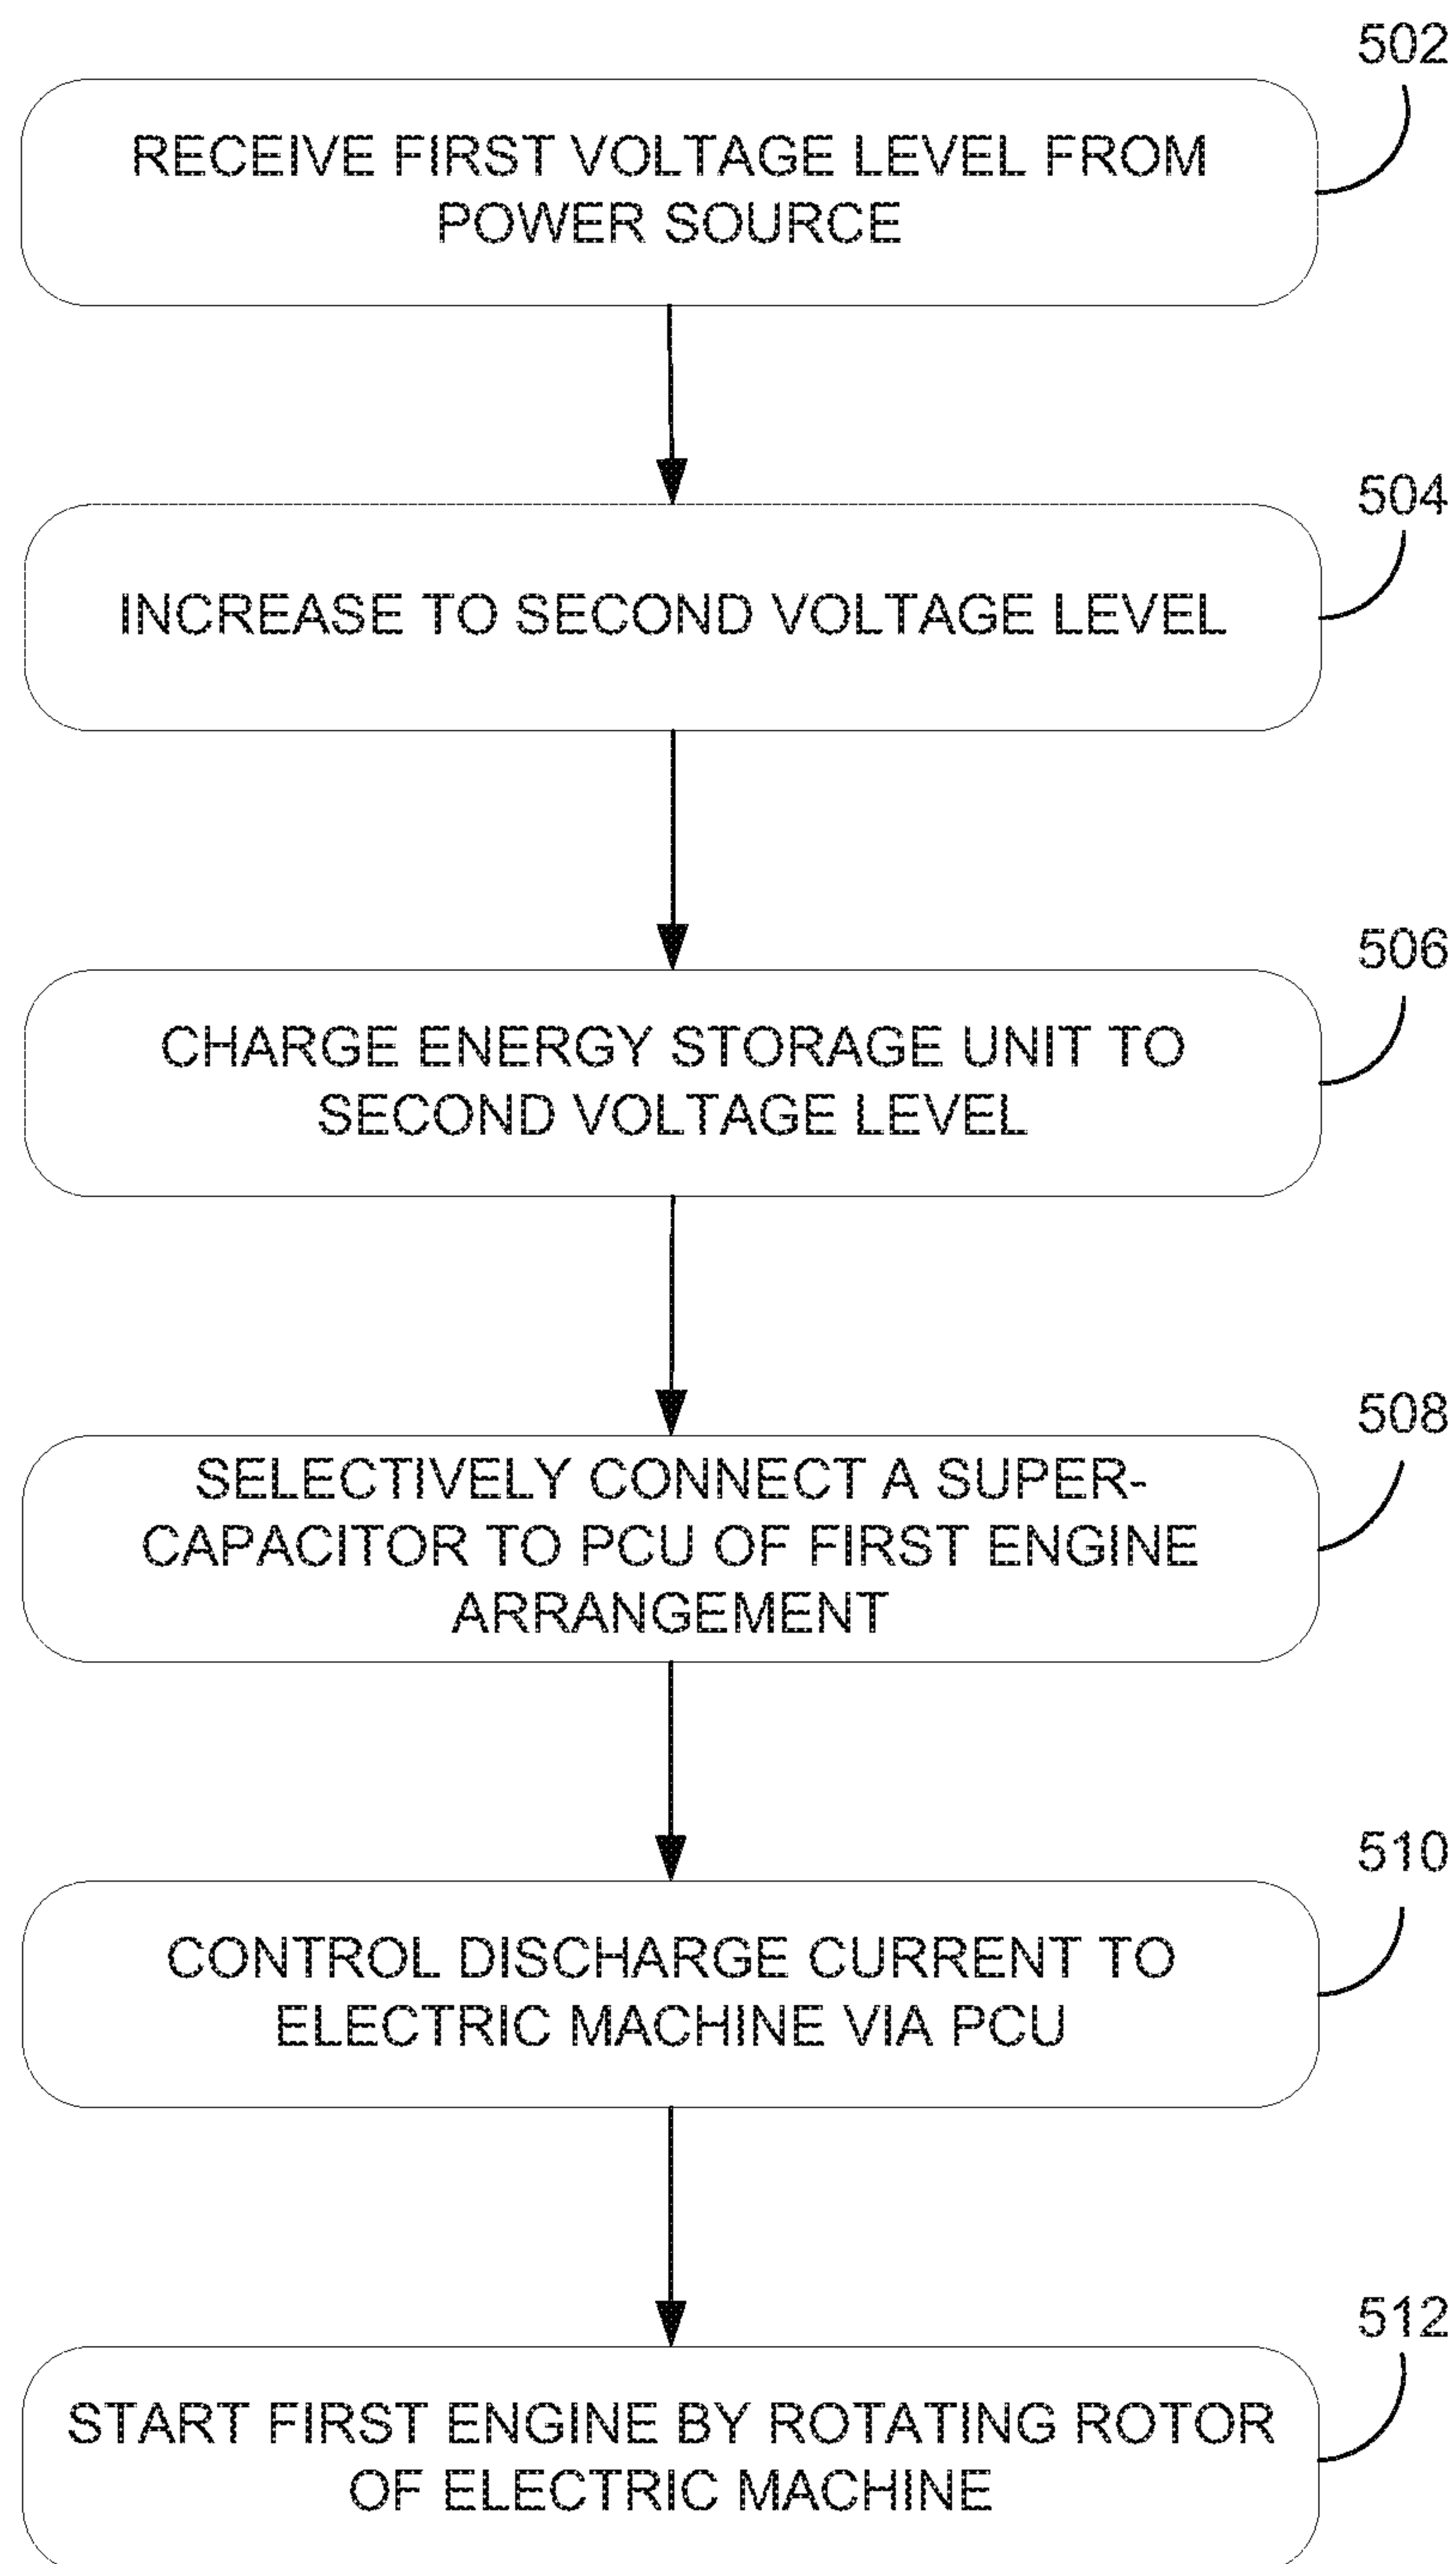 502
RECEIVE FIRST VOLTAGE LEVEL FROM
POWER SOURCE
504
INCREASE TO SECOND VOLTAGE LEVEL
506
CHARGE ENERGY STORAGE UNIT TO
SECOND VOLTAGE LEVEL
508
SELECTIVELY CONNECT A SUPER-
CAPACITOR TO PCU OF FIRST ENGINE
ARRANGEMENT
510
CONTROL DISCHARGE CURRENT TO
ELECTRIC MACHINE VIA PCU
512
START FIRST ENGINE BY ROTATING ROTOR
OF ELECTRIC MACHINE